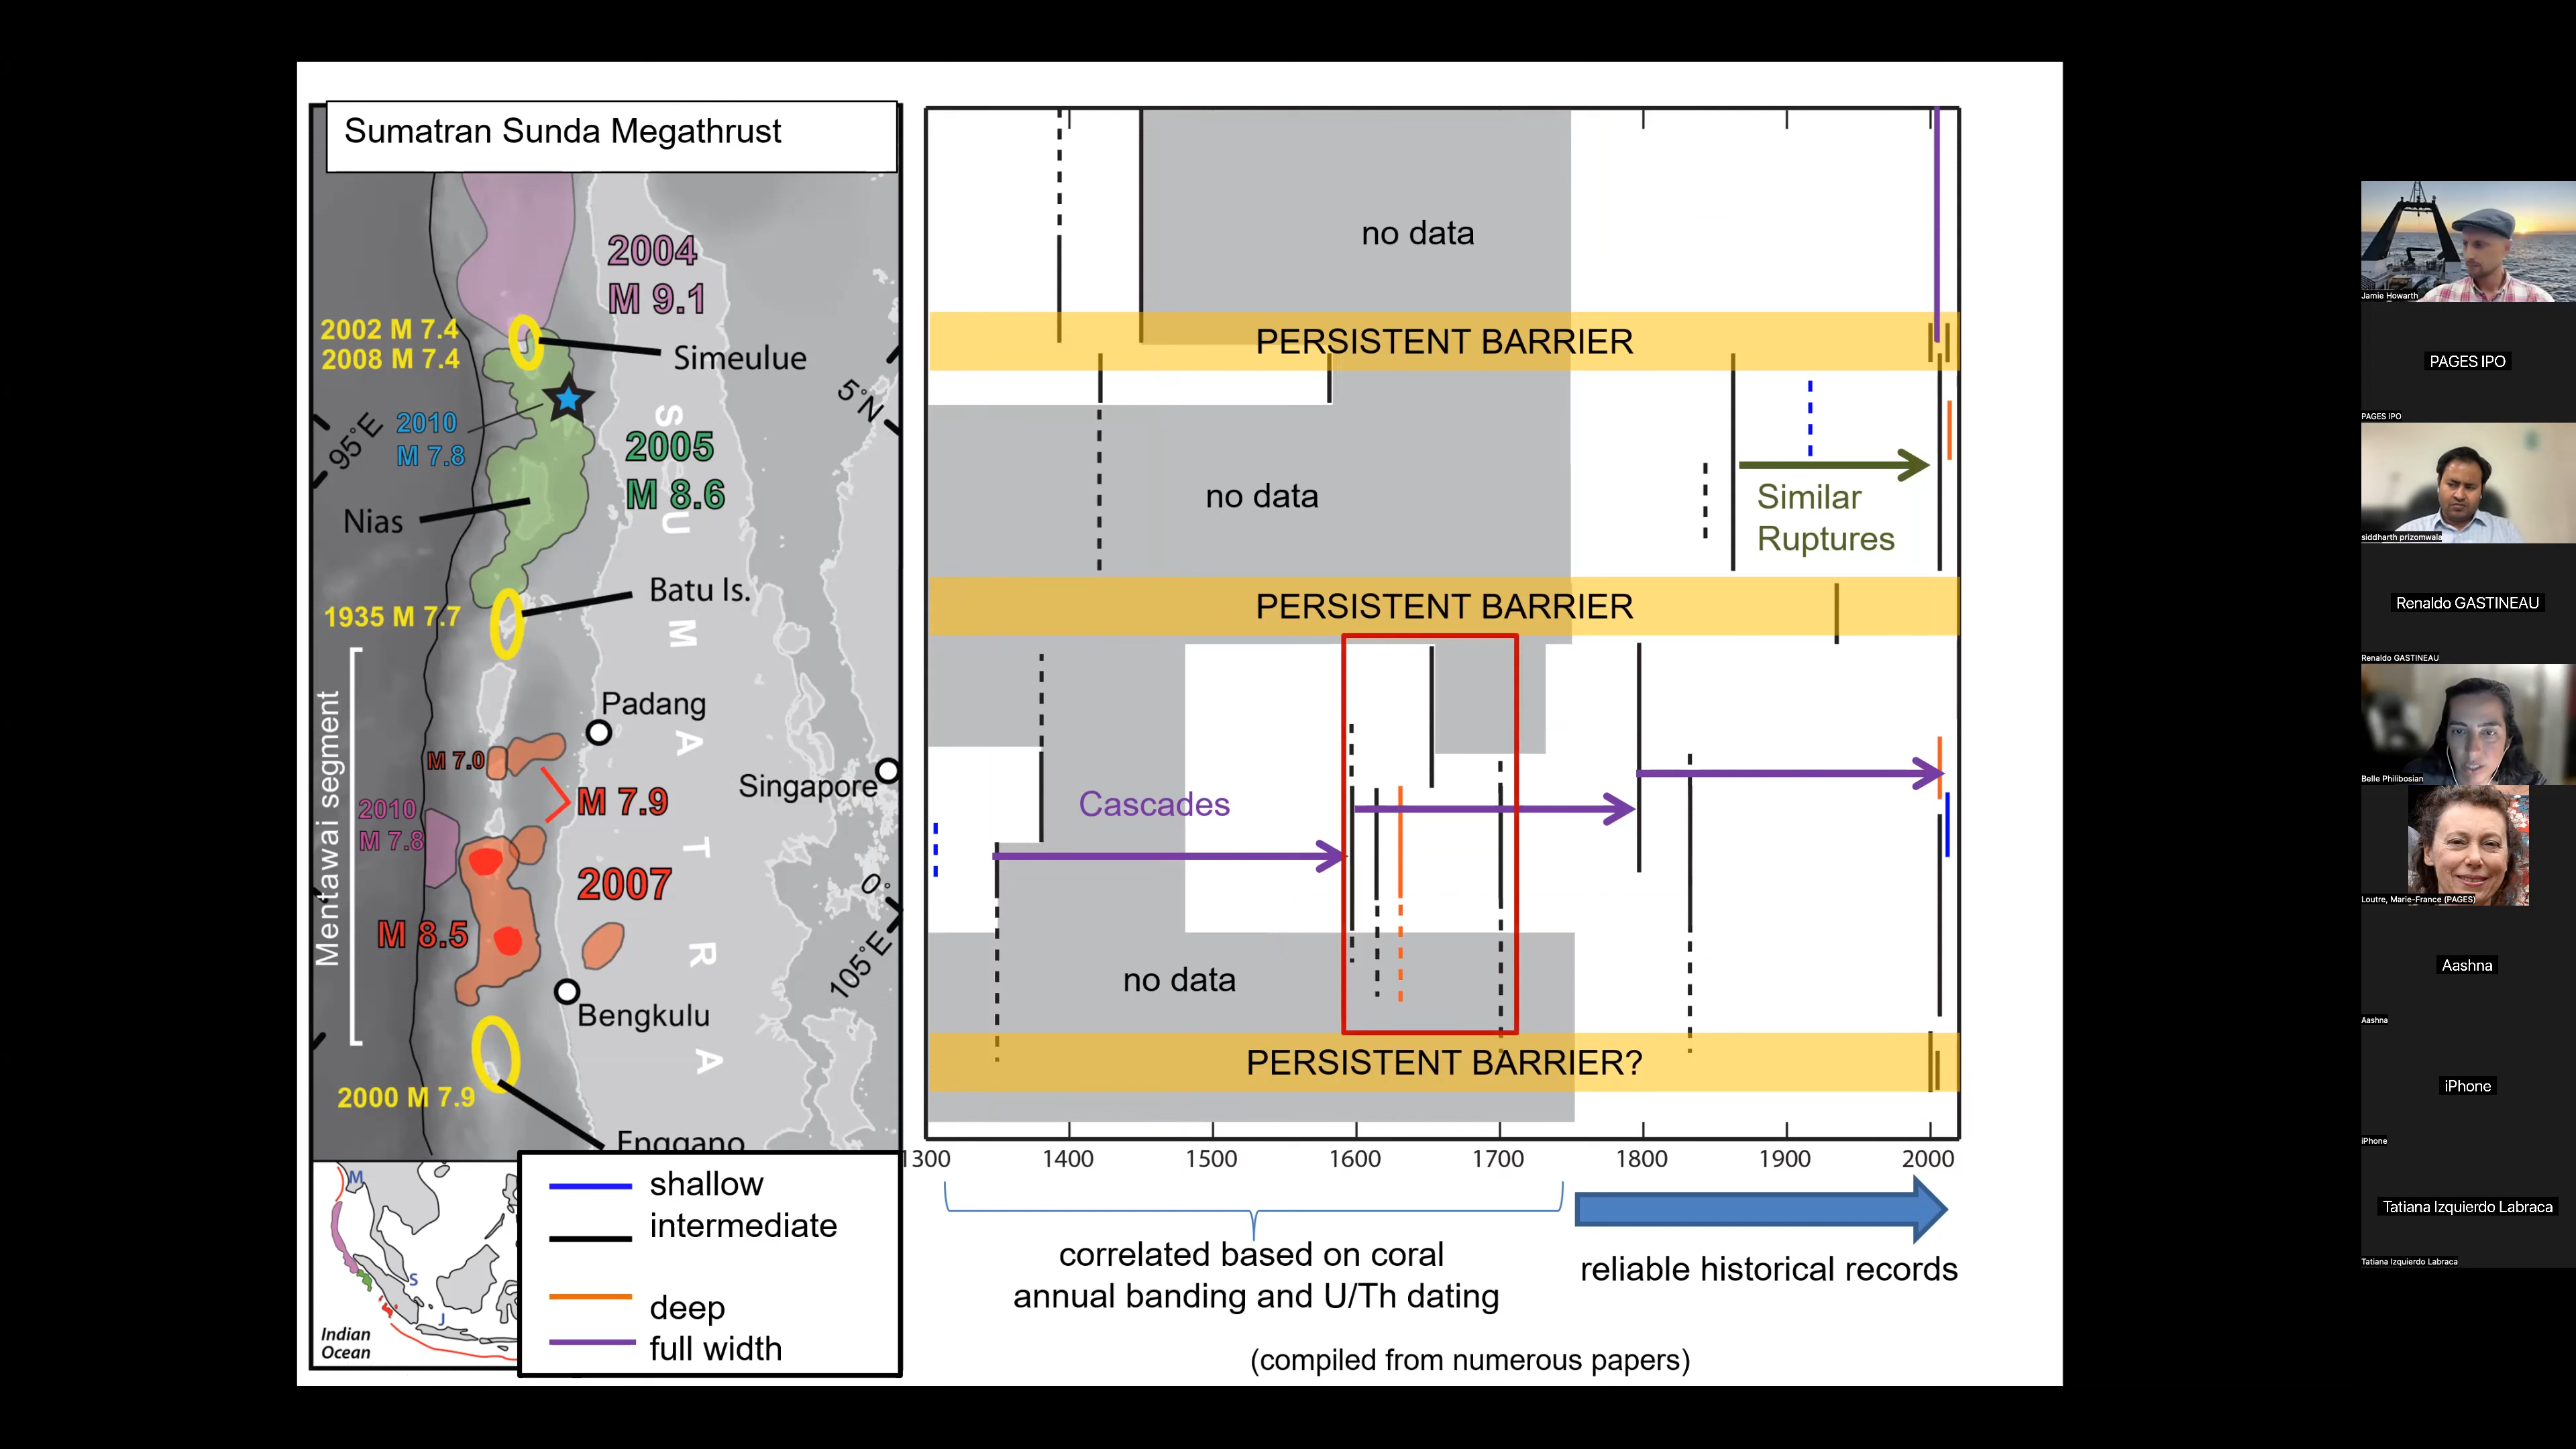 Sumatran Sunda Megathrust
2004
M 9.1
2002 M 7.4
2008 M 7.4
Simeulue
5°N
95°E
2010
M 7.8
2005
M 8.6
Nias
Batu Is.
1935 M 7.7
SUMATRA
Mentawai segment
Padang
M 7.0
M 7.9
Singapore
2010
M 7.8
2007
0°
M 8.5
105°E
Bengkulu
2000 M 7.9
Enggano
M
S
J
Indian
Ocean
shallow
intermediate
deep
full width
no data
PERSISTENT BARRIER
no data
Similar
Ruptures
PERSISTENT BARRIER
Cascades
no data
PERSISTENT BARRIER?
1300 1400 1500 1600 1700 1800 1900 2000
correlated based on coral
annual banding and U/Th dating
reliable historical records
(compiled from numerous papers)
Jamie Howarth
PAGES IPO
PAGES IPO
siddharth prizomwala
Renaldo GASTINEAU
Renaldo GASTINEAU
Belle Philibosian
Loutre, Marie-France (PAGES)
Aashna
Aashna
iPhone
iPhone
Tatiana Izquierdo Labraca
Tatiana Izquierdo Labraca